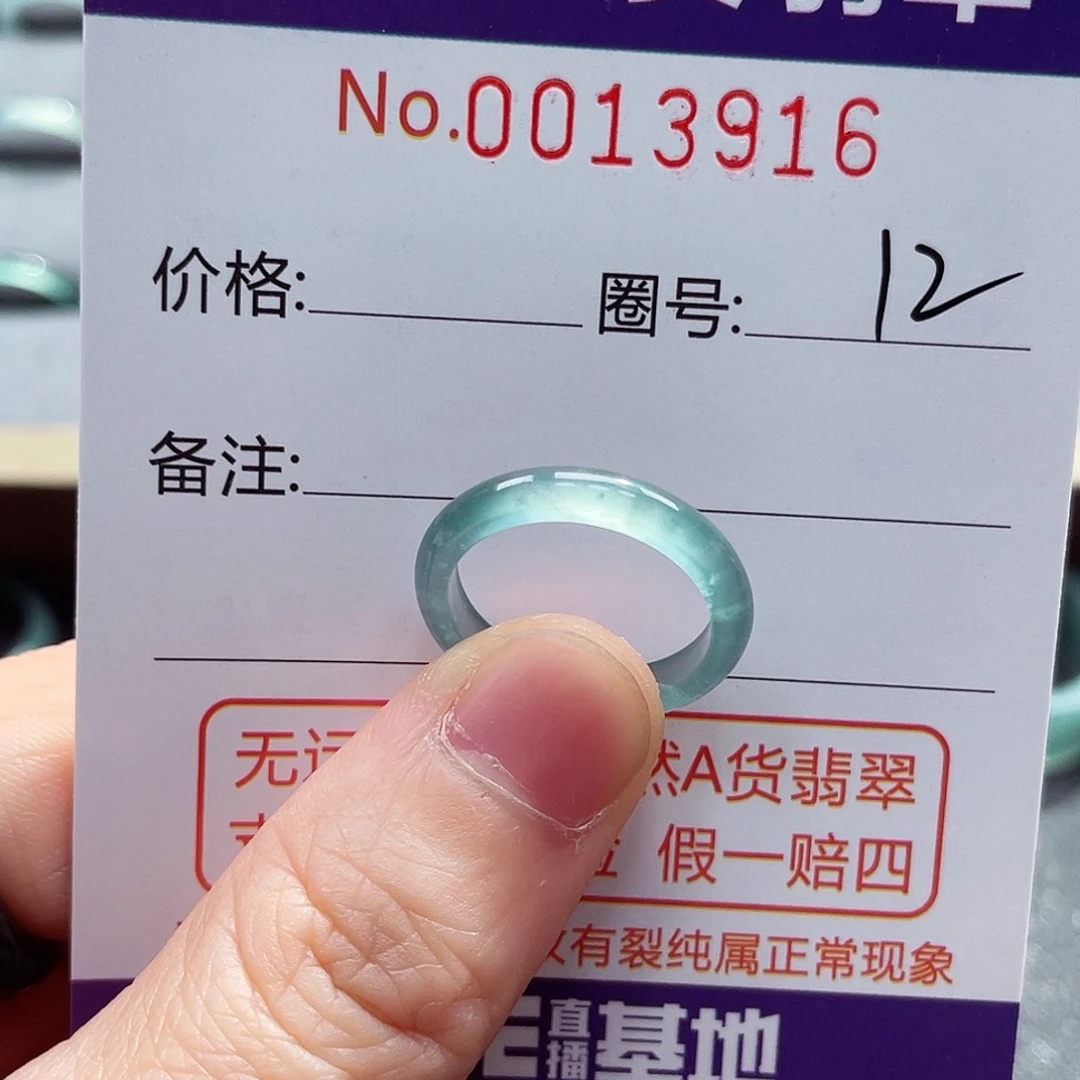 No.0013916
价格: 圈号: 12
备注:
无 然A货翡翠
假一赔四
有裂纯属正常现象
直播基地